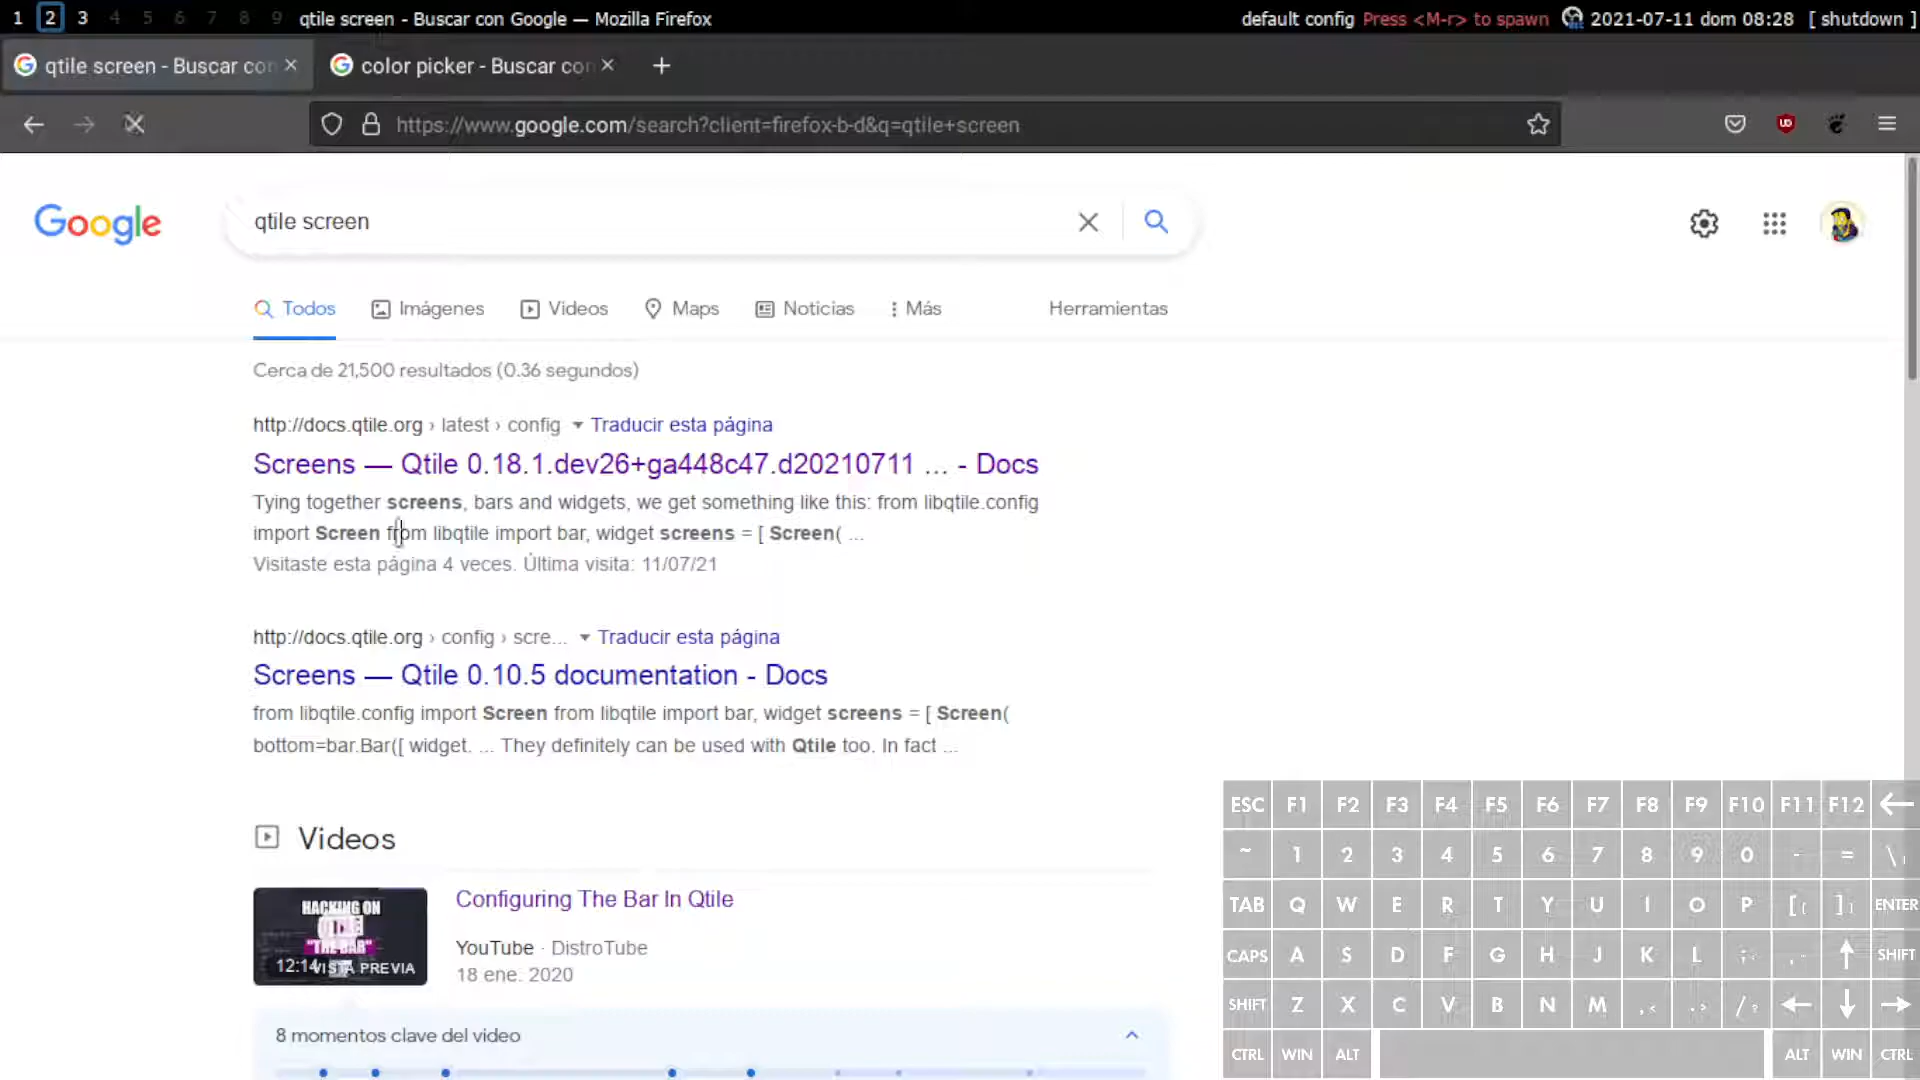 1 2 3 4 5 6 7 8 9 qtile screen - Buscar con Google — Mozilla Firefox default config Press <M-r> to spawn 2021-07-11 dom 08:28 [ shutdown ]
qtile screen - Buscar con color picker - Buscar con
https://www.google.com/search?client=firefox-b-d&q=qtile+screen
Google qtile screen
Todos Imágenes Videos Maps Noticias Más Herramientas
Cerca de 21,500 resultados (0.36 segundos)
http://docs.qtile.org › latest › config Traducir esta página
Screens — Qtile 0.18.1.dev26+ga448c47.d20210711 ... - Docs
Tying together screens, bars and widgets, we get something like this: from libqtile.config
import Screen from libqtile import bar, widget screens = [ Screen( ...
Visitaste esta página 4 veces. Última visita: 11/07/21
http://docs.qtile.org › config › scre... Traducir esta página
Screens — Qtile 0.10.5 documentation - Docs
from libqtile.config import Screen from libqtile import bar, widget screens = [ Screen(
bottom=bar.Bar([ widget. ... They definitely can be used with Qtile too. In fact ...
Videos
HACKING ON
QTILE
"THE BAR"
12:14 VISTA PREVIA
Configuring The Bar In Qtile
YouTube · DistroTube
18 ene. 2020
8 momentos clave del video
ESC F1 F2 F3 F4 F5 F6 F7 F8 F9 F10 F11 F12 ←
~ 1 2 3 4 5 6 7 8 9 0 - = \
TAB Q W E R T Y U I O P [ { ] } ENTER
CAPS A S D F G H J K L ; ↑ SHIFT
SHIFT Z X C V B N M , < . > / ? ← ↓ →
CTRL WIN ALT ALT WIN CTRL